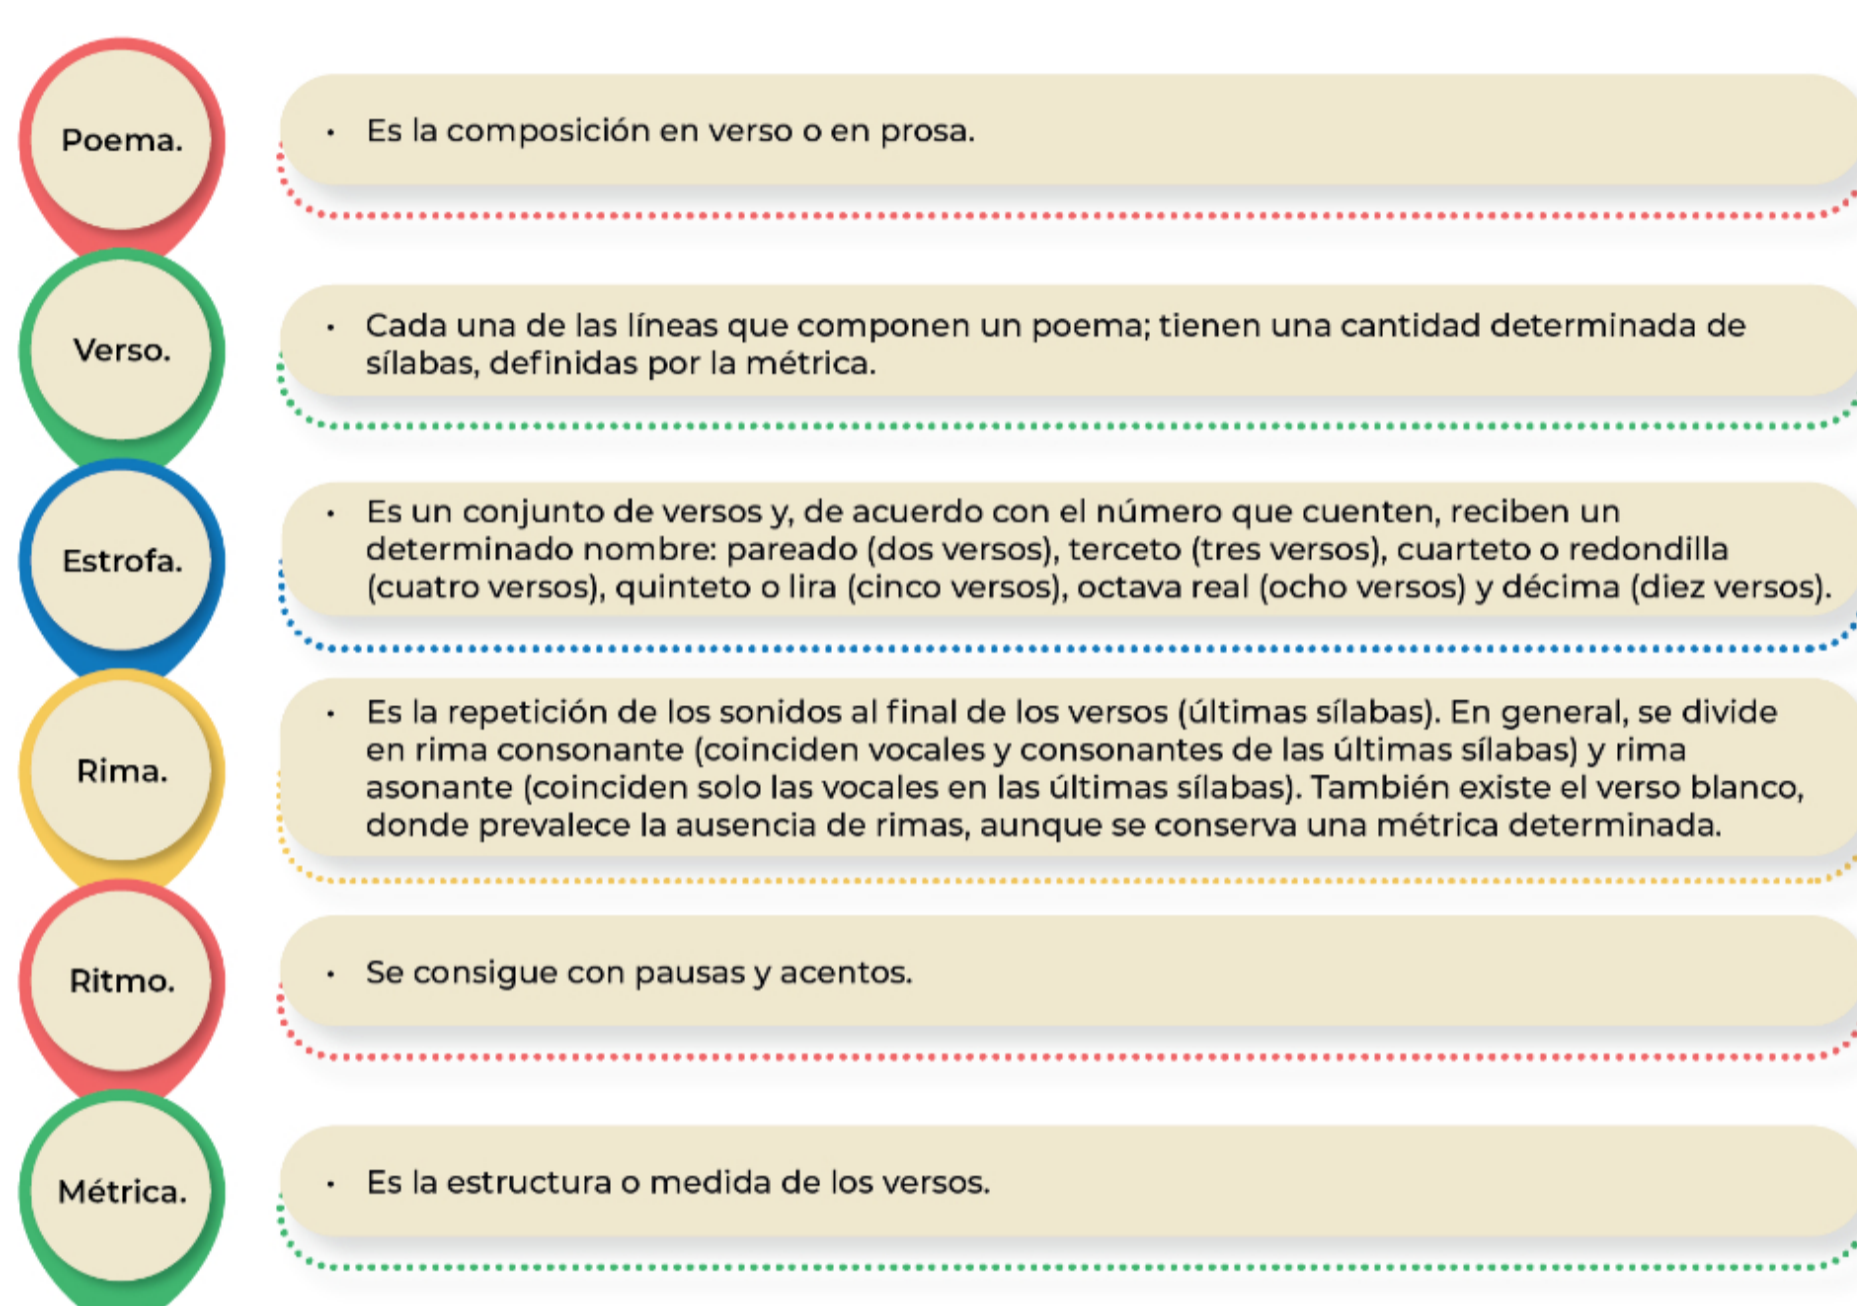 Poema.
• Es la composición en verso o en prosa.
Verso.
• Cada una de las líneas que componen un poema; tienen una cantidad determinada de
sílabas, definidas por la métrica.
Estrofa.
• Es un conjunto de versos y, de acuerdo con el número que cuenten, reciben un
determinado nombre: pareado (dos versos), terceto (tres versos), cuarteto o redondilla
(cuatro versos), quinteto o lira (cinco versos), octava real (ocho versos) y décima (diez versos).
Rima.
• Es la repetición de los sonidos al final de los versos (últimas sílabas). En general, se divide
en rima consonante (coinciden vocales y consonantes de las últimas sílabas) y rima
asonante (coinciden solo las vocales en las últimas sílabas). También existe el verso blanco,
donde prevalece la ausencia de rimas, aunque se conserva una métrica determinada.
Ritmo.
• Se consigue con pausas y acentos.
Métrica.
• Es la estructura o medida de los versos.